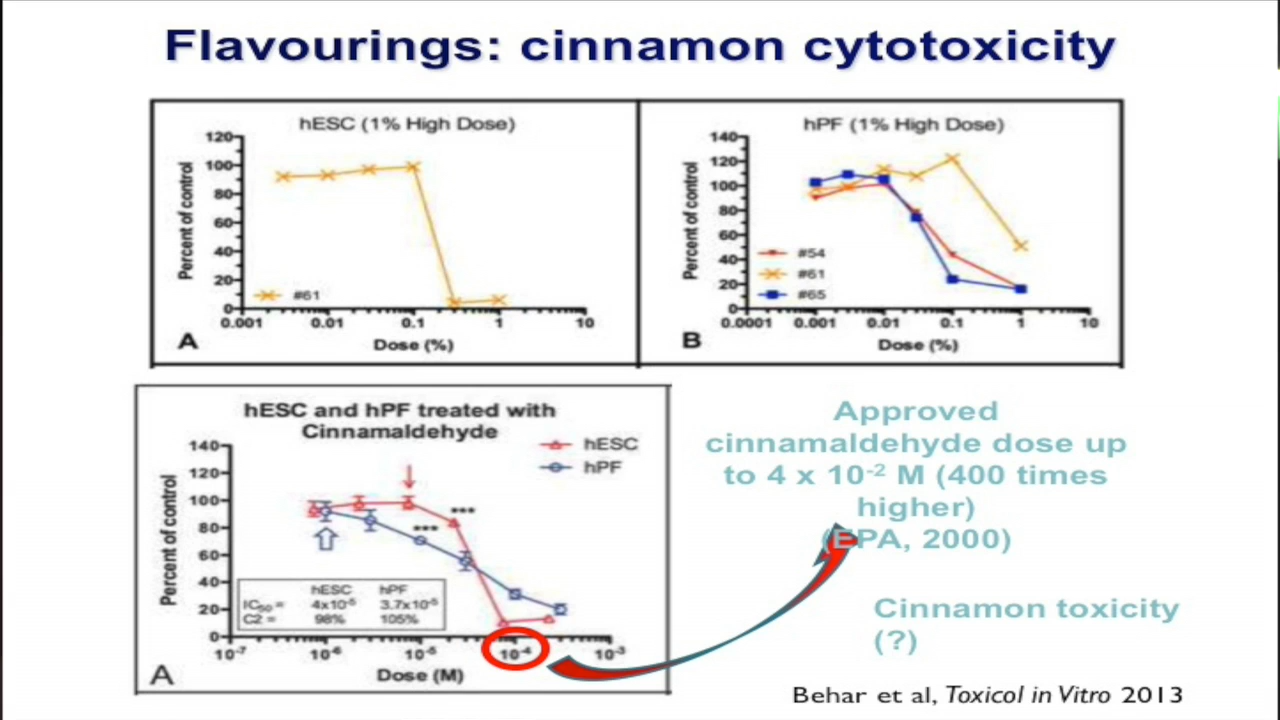 Flavourings: cinnamon cytotoxicity
hESC (1% High Dose)
Percent of control
120
100
80
60
40
20
0
#61
0.001
0.01
0.1
1
10
A
Dose (%)
hPF (1% High Dose)
Percent of control
140
120
100
80
60
40
20
0
#54
#61
#65
0.0001
0.001
0.01
0.1
1
10
B
Dose (%)
hESC and hPF treated with
Cinnamaldehyde
hESC
hPF
Percent of control
140
120
100
80
60
40
20
0
***
***
hESC hPF
IC50 = 4x10-5 3.7x10-5
C2 = 98% 105%
10-7
10-6
10-5
10-4
10-3
A
Dose (M)
Approved
cinnamaldehyde dose up
to 4 x 10-2 M (400 times
higher)
(EPA, 2000)
Cinnamon toxicity
(?)
Behar et al, Toxicol in Vitro 2013